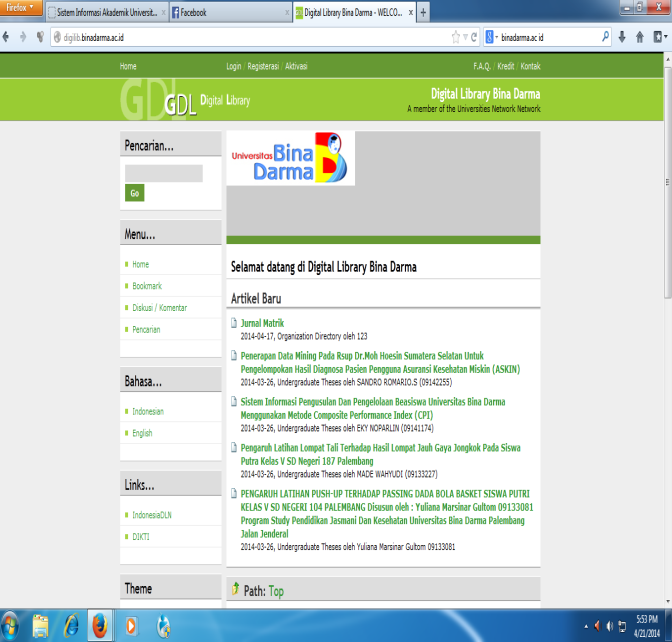 Firefox
Sistem Informasi Akademik Universit...
Facebook
Digital Library Bina Darma - WELCO...
digilib.binadarma.ac.id
binadarma.ac id
Home
Login / Registerasi / Aktivasi
F.A.Q. / Kredit / Kontak
GDL Digital Library
Digital Library Bina Darma
A member of the Universities Network Network
Pencarian...
Go
Menu...
Home
Bookmark
Diskusi / Komentar
Pencarian
Bahasa...
Indonesian
English
Links...
IndonesiaDLN
DIKTI
Theme
Universitas Bina
Darma
Selamat datang di Digital Library Bina Darma
Artikel Baru
Jurnal Matrik
2014-04-17, Organization Directory oleh 123
Penerapan Data Mining Pada Rsup Dr.Moh Hoesin Sumatera Selatan Untuk
Pengelompokan Hasil Diagnosa Pasien Pengguna Asuransi Kesehatan Miskin (ASKIN)
2014-03-26, Undergraduate Theses oleh SANDRO ROMARIO.S (09142255)
Sistem Informasi Pengusulan Dan Pengelolaan Beasiswa Universitas Bina Darma
Menggunakan Metode Composite Performance Index (CPI)
2014-03-26, Undergraduate Theses oleh EKY NOPARLIN (09141174)
Pengaruh Latihan Lompat Tali Terhadap Hasil Lompat Jauh Gaya Jongkok Pada Siswa
Putra Kelas V SD Negeri 187 Palembang
2014-03-26, Undergraduate Theses oleh MADE WAHYUDI (09133227)
PENGARUH LATIHAN PUSH-UP TERHADAP PASSING DADA BOLA BASKET SISWA PUTRI
KELAS V SD NEGERI 104 PALEMBANG Disusun oleh : Yuliana Marsinar Gultom 09133081
Program Study Pendidikan Jasmani Dan Kesehatan Universitas Bina Darma Palembang
Jalan Jenderal
2014-03-26, Undergraduate Theses oleh Yuliana Marsinar Gultom 09133081
Path: Top
5:53 PM
4/21/2014